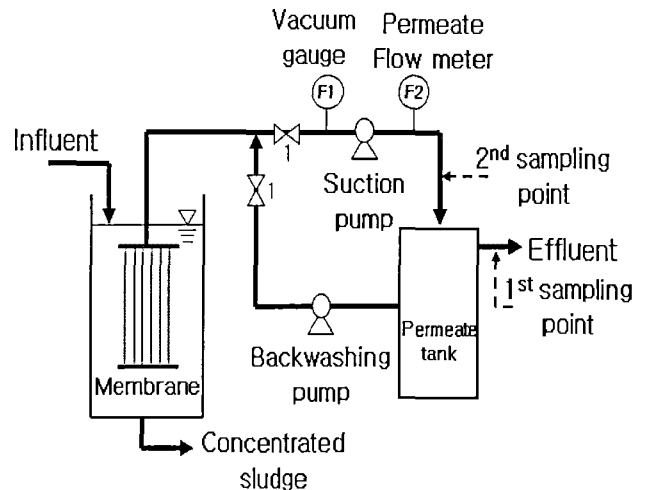 Vacuum
gauge
Permeate
Flow meter
F1
F2
Influent
1
1
Suction
pump
2nd sampling
point
Effluent
1st sampling
point
Permeate
tank
Backwashing
pump
Membrane
Concentrated
sludge